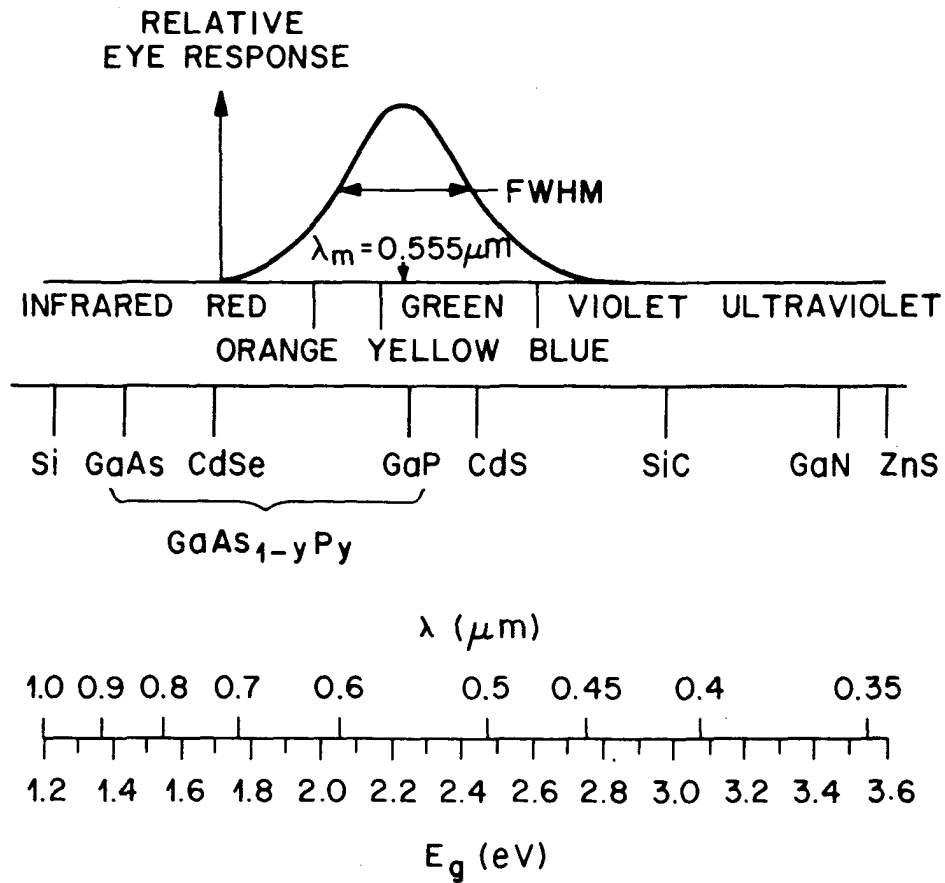 RELATIVE
EYE RESPONSE
FWHM
λm = 0.555μm
INFRARED RED GREEN VIOLET ULTRAVIOLET
ORANGE YELLOW BLUE
Si GaAs CdSe GaP CdS SiC GaN ZnS
GaAs1-yPy
λ (μm)
1.0 0.9 0.8 0.7 0.6 0.5 0.45 0.4 0.35
1.2 1.4 1.6 1.8 2.0 2.2 2.4 2.6 2.8 3.0 3.2 3.4 3.6
Eg (eV)